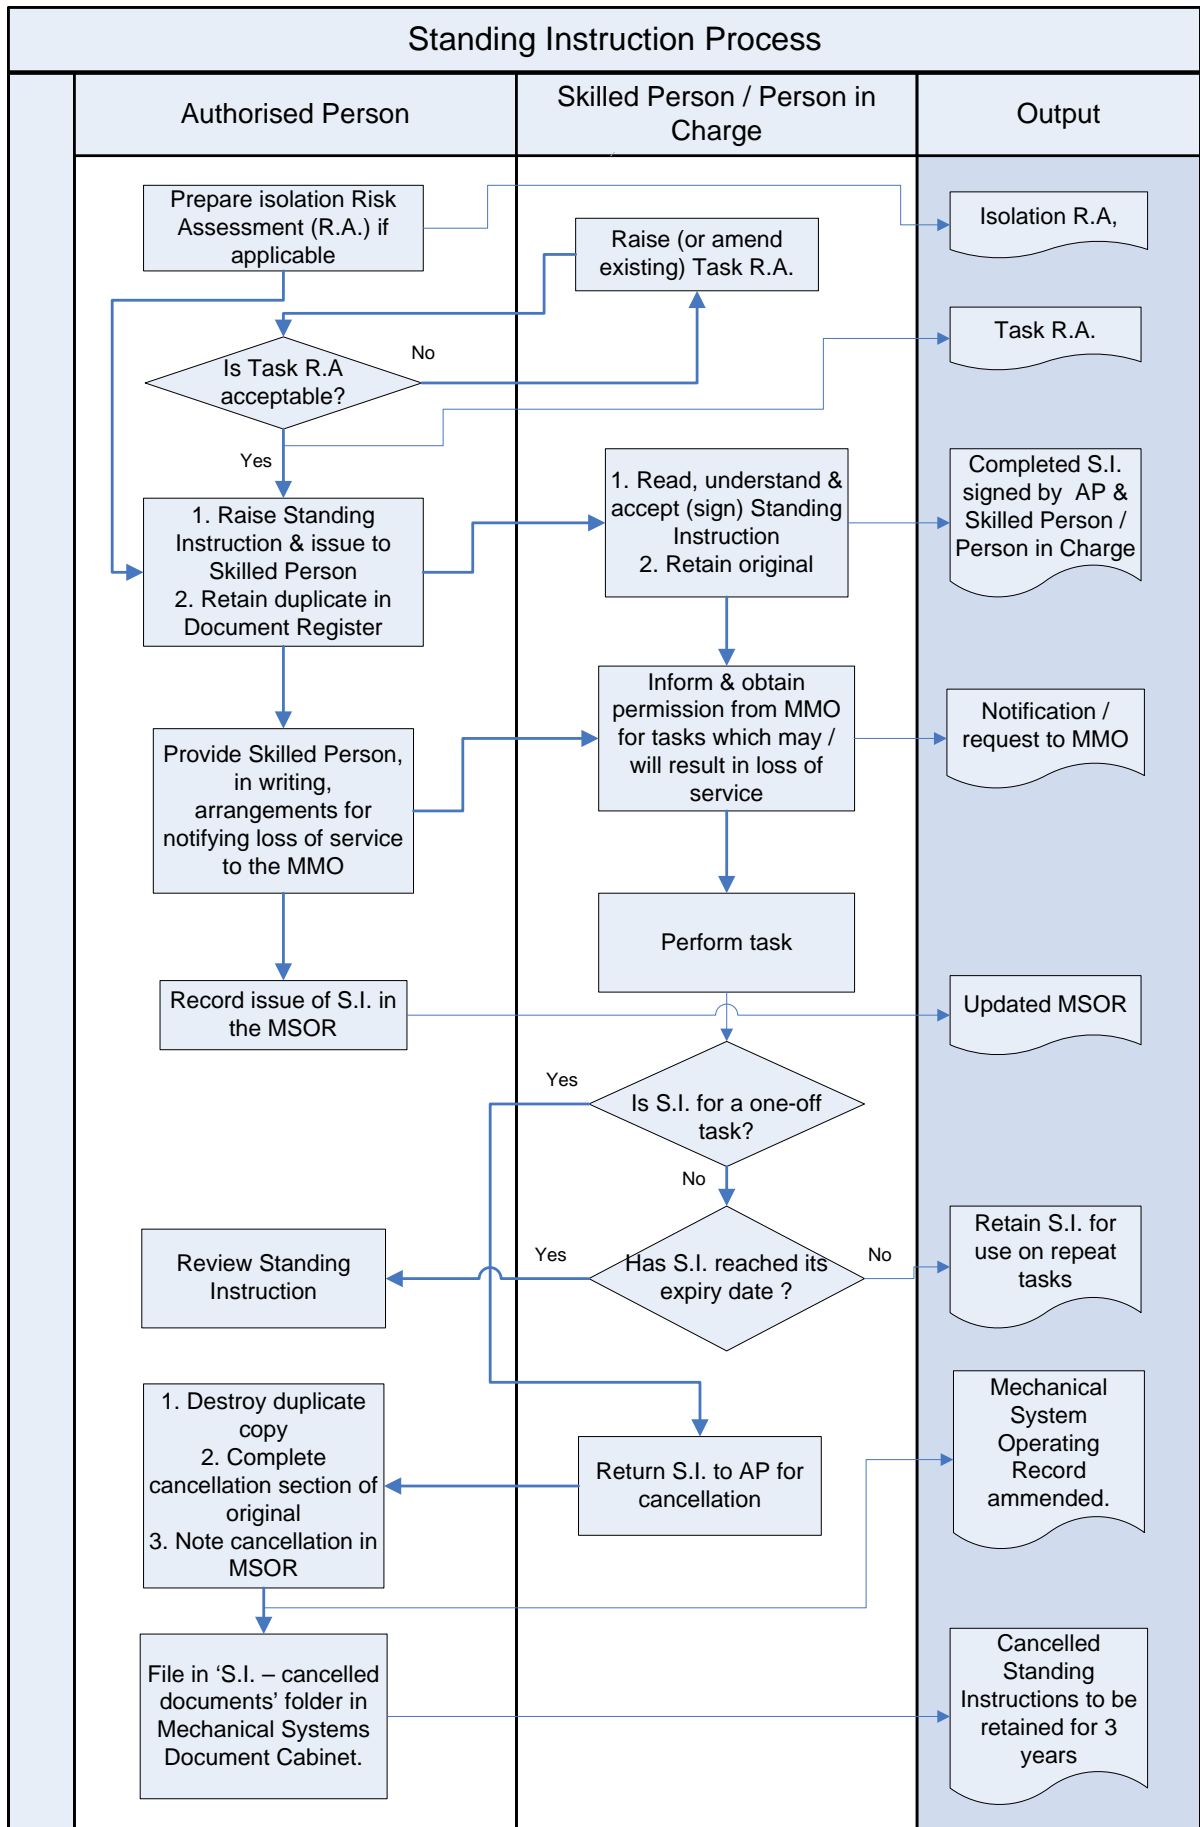 Standing Instruction Process
Authorised Person
Skilled Person / Person in
Charge
Output
Prepare isolation Risk
Assessment (R.A.) if
applicable
Raise (or amend
existing) Task R.A.
Isolation R.A,
Task R.A.
Is Task R.A
acceptable?
No
Yes
1. Raise Standing
Instruction & issue to
Skilled Person
2. Retain duplicate in
Document Register
1. Read, understand &
accept (sign) Standing
Instruction
2. Retain original
Completed S.I.
signed by AP &
Skilled Person /
Person in Charge
Provide Skilled Person,
in writing,
arrangements for
notifying loss of service
to the MMO
Inform & obtain
permission from MMO
for tasks which may /
will result in loss of
service
Notification /
request to MMO
Perform task
Record issue of S.I. in
the MSOR
Updated MSOR
Yes
Is S.I. for a one-off
task?
No
Review Standing
Instruction
Yes
Has S.I. reached its
expiry date ?
No
Retain S.I. for
use on repeat
tasks
1. Destroy duplicate
copy
2. Complete
cancellation section of
original
3. Note cancellation in
MSOR
Return S.I. to AP for
cancellation
Mechanical
System
Operating
Record
ammended.
File in ‘S.I. – cancelled
documents’ folder in
Mechanical Systems
Document Cabinet.
Cancelled
Standing
Instructions to be
retained for 3
years